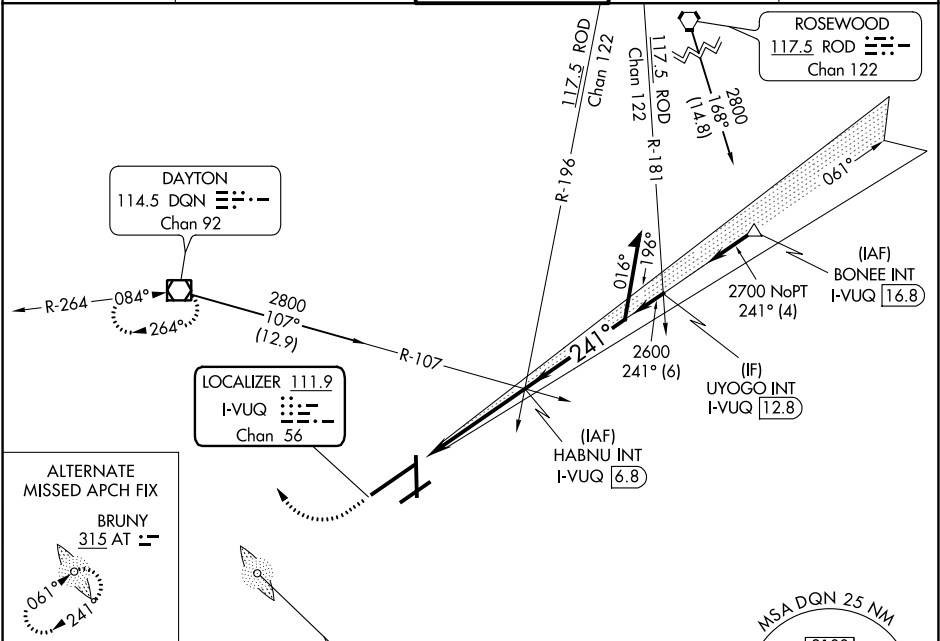 ROSEWOOD
117.5 ROD
Chan 122
117.5 ROD
Chan 122
R-196
117.5 ROD
Chan 122
R-181
2800
168°
(14.8)
DAYTON
114.5 DQN
Chan 92
R-264
084°
264°
2800
107°
(12.9)
R-107
061°
016°
196°
(IAF)
BONEE INT
I-VUQ 16.8
2700 NoPT
241° (4)
241°
2600
241° (6)
(IF)
UYOGO INT
I-VUQ 12.8
LOCALIZER 111.9
I-VUQ
Chan 56
(IAF)
HABNU INT
I-VUQ 6.8
ALTERNATE
MISSED APCH FIX
BRUNY
315 AT
061°
241°
MSA DQN 25 NM